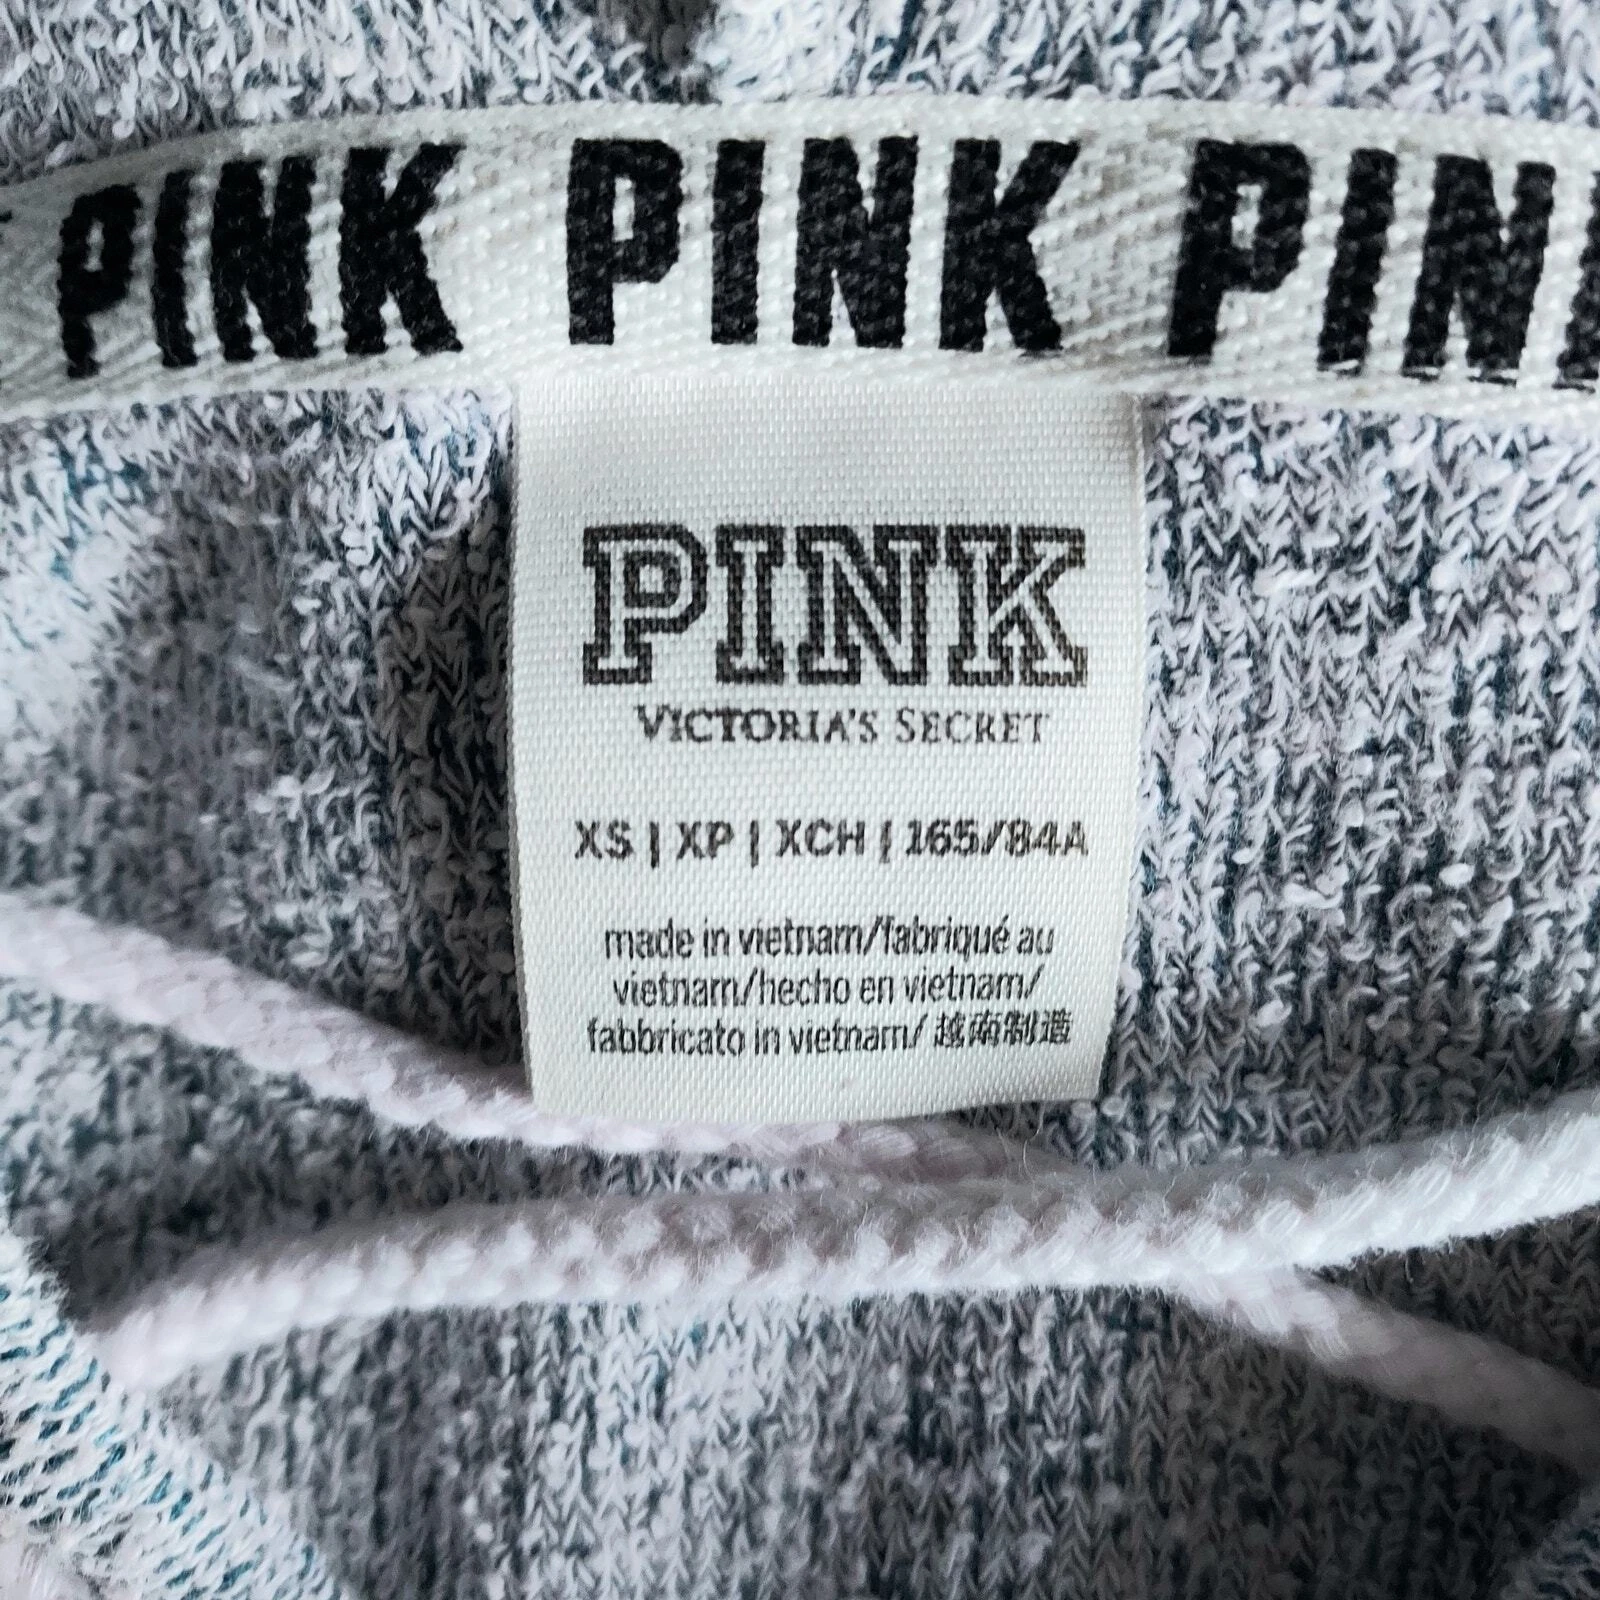 PINK PINK PIN
PINK
VICTORIA'S SECRET
XS | XP | XCH | 165/84A
made in vietnam/fabriqué au
vietnam/hecho en vietnam/
fabbricato in vietnam/ 越南制造